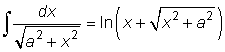 ∫ dx/√(a² + x²) = ln(x + √(x² + a²))